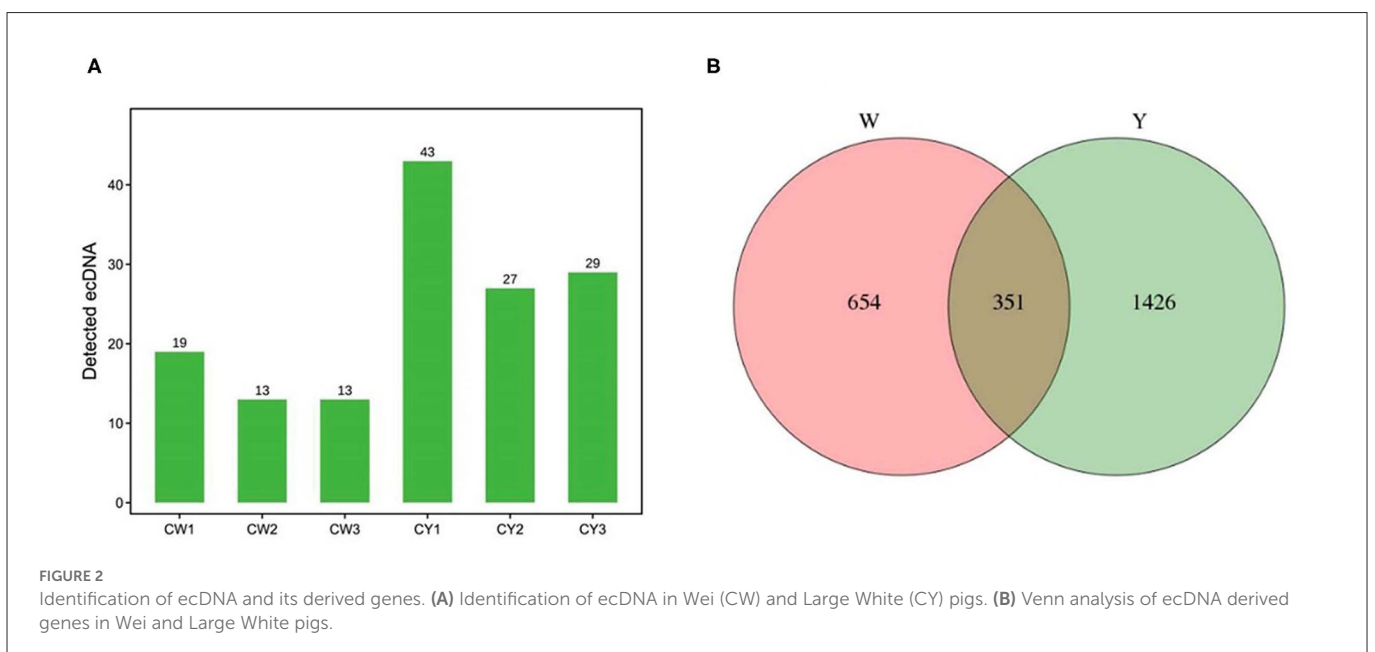 A
B
Detected ecDNA
40
30
20
10
0
19
13
13
43
27
29
CW1 CW2 CW3 CY1 CY2 CY3
W Y
654 351 1426
FIGURE 2
Identification of ecDNA and its derived genes. (A) Identification of ecDNA in Wei (CW) and Large White (CY) pigs. (B) Venn analysis of ecDNA derived
genes in Wei and Large White pigs.